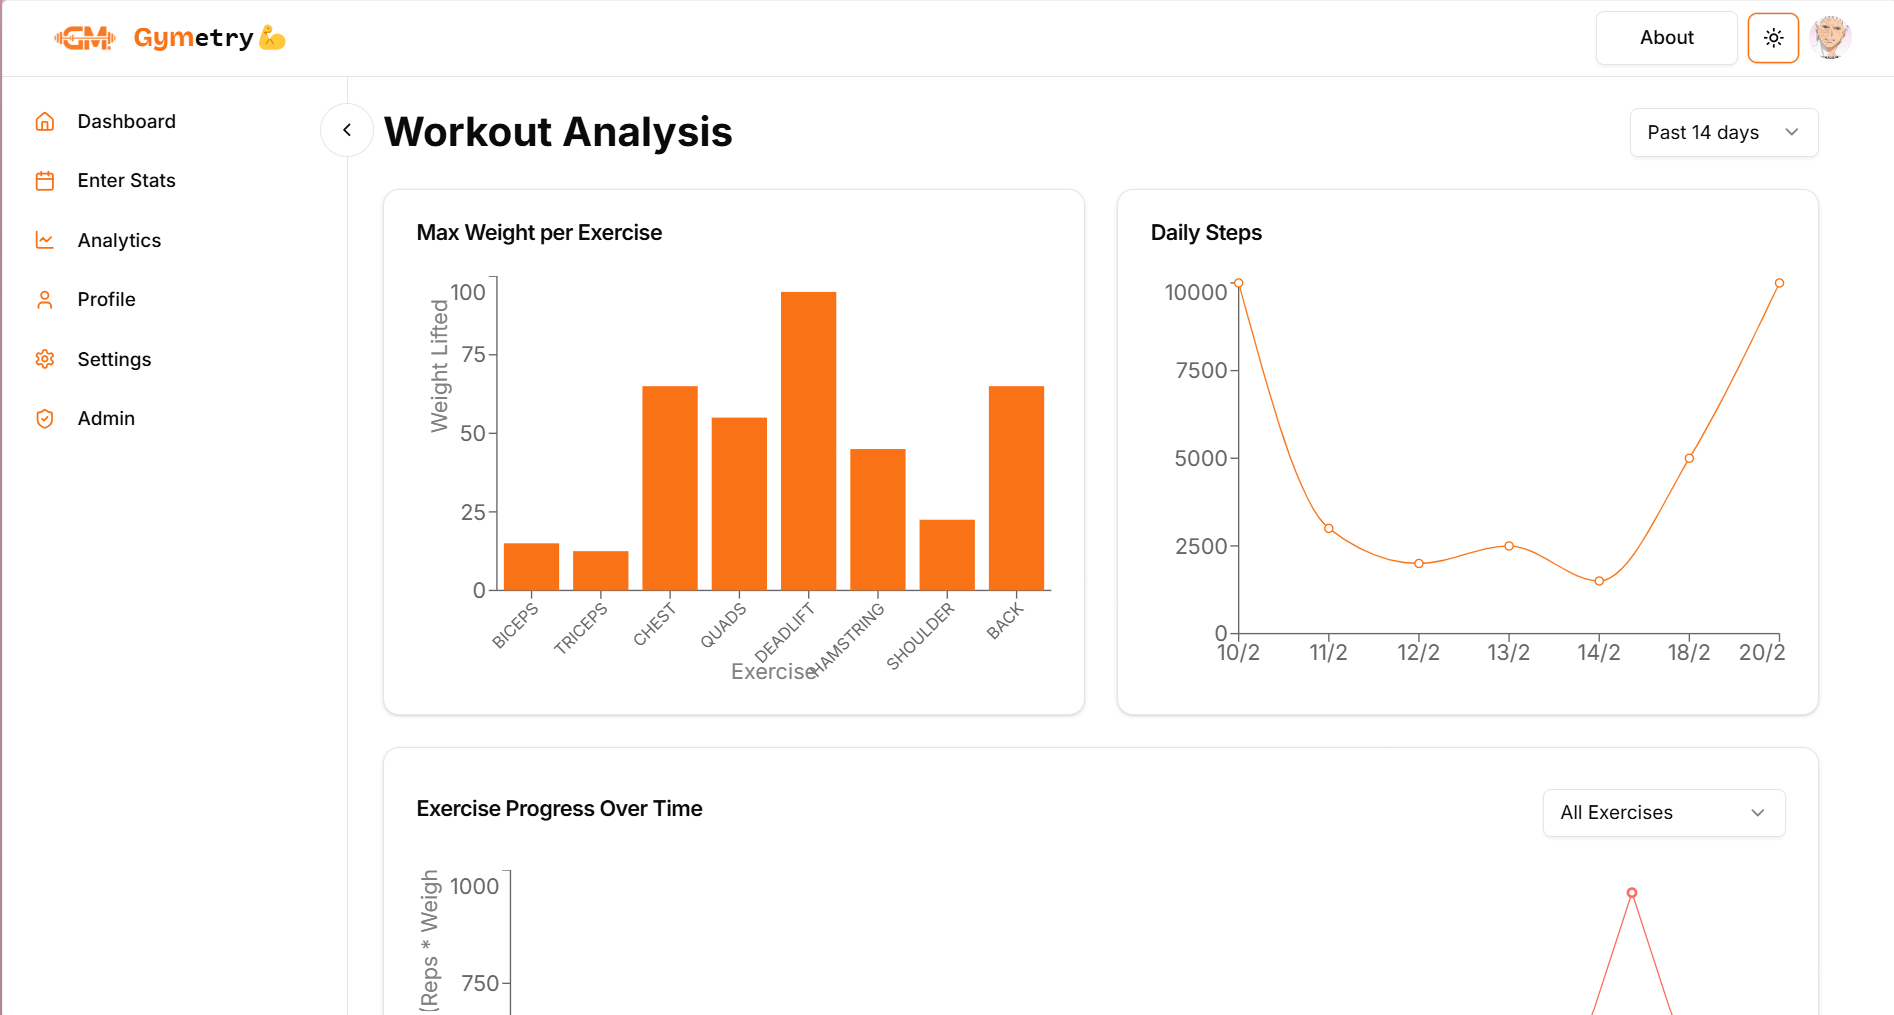 GM
Gymetry💪
About
Dashboard
Enter Stats
Analytics
Profile
Settings
Admin
Workout Analysis
Past 14 days
Max Weight per Exercise
Weight Lifted
100
75
50
25
0
BICEPS
TRICEPS
CHEST
QUADS
DEADLIFT
HAMSTRING
SHOULDER
BACK
Exercise
Daily Steps
10000
7500
5000
2500
0
10/2
11/2
12/2
13/2
14/2
18/2
20/2
Exercise Progress Over Time
All Exercises
(Reps * Weigh
1000
750